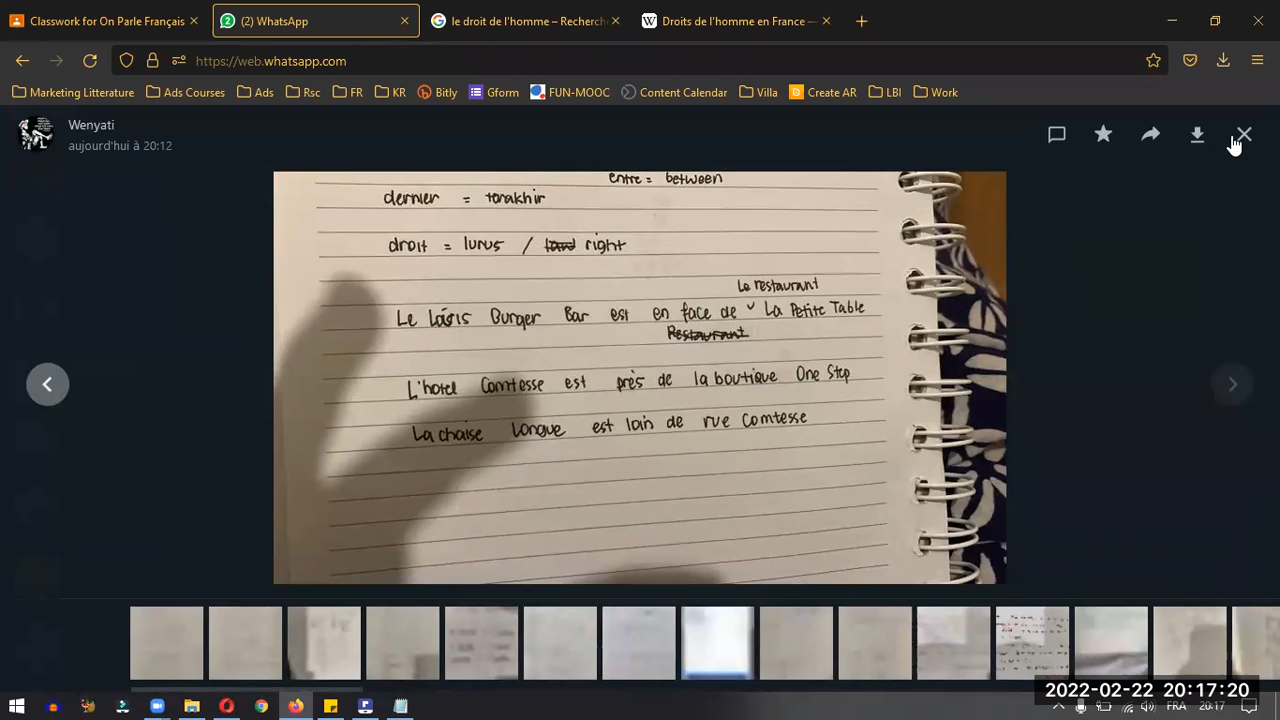 Classwork for On Parle Français
(2) WhatsApp
le droit de l'homme – Recherch
Droits de l'homme en France —
https://web.whatsapp.com
Marketing Litterature
Ads Courses
Ads
Rsc
FR
KR
Bitly
Gform
FUN-MOOC
Content Calendar
Villa
Create AR
LBI
Work
Wenyati
aujourd'hui à 20:12
entre = between
dernier = terakhir
droit = lurus / right
Le restaurant
Le Loïs Burger Bar est en face de ˅ La Petite Table
Restaurant
L'hotel Comtesse est près de la boutique One Step
La chaise Longue est loin de rue Comtesse
2022-02-22 20:17:20
FRA
20:17